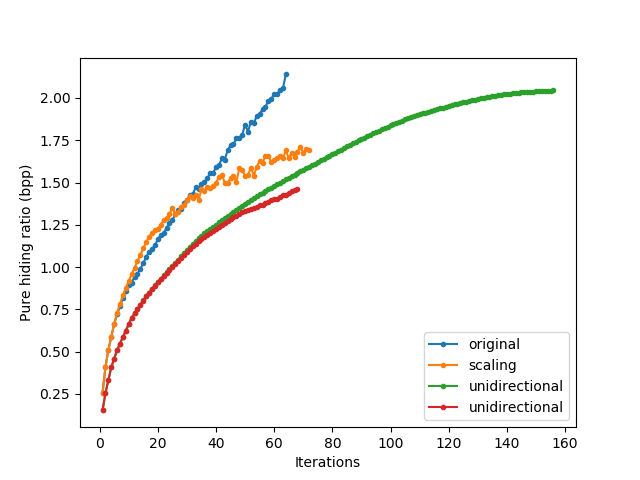 2.00
1.75
1.50
1.25
1.00
0.75
0.50
0.25
Pure hiding ratio (bpp)
0 20 40 60 80 100 120 140 160
Iterations
original
scaling
unidirectional
unidirectional